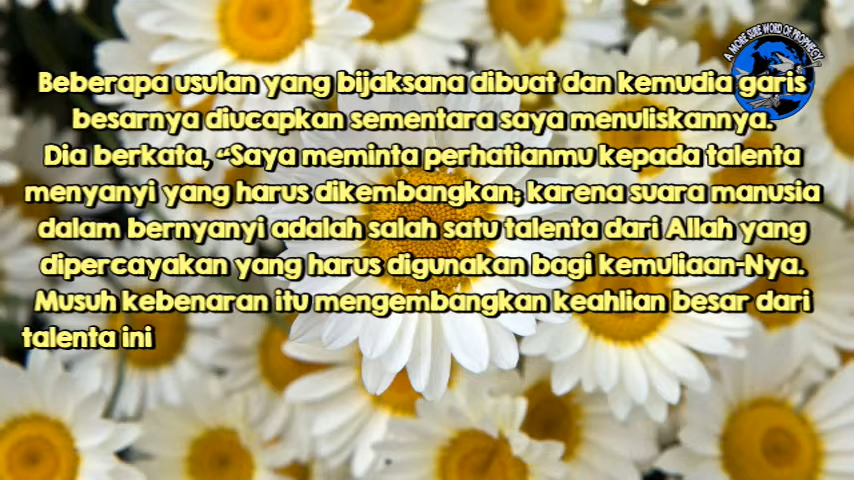 A MORE SURE WORD OF PROPHECY
Beberapa usulan yang bijaksana dibuat dan kemudia garis
besarnya diucapkan sementara saya menuliskannya.
Dia berkata, “Saya meminta perhatianmu kepada talenta
menyanyi yang harus dikembangkan; karena suara manusia
dalam bernyanyi adalah salah satu talenta dari Allah yang
dipercayakan yang harus digunakan bagi kemuliaan-Nya.
Musuh kebenaran itu mengembangkan keahlian besar dari
talenta ini